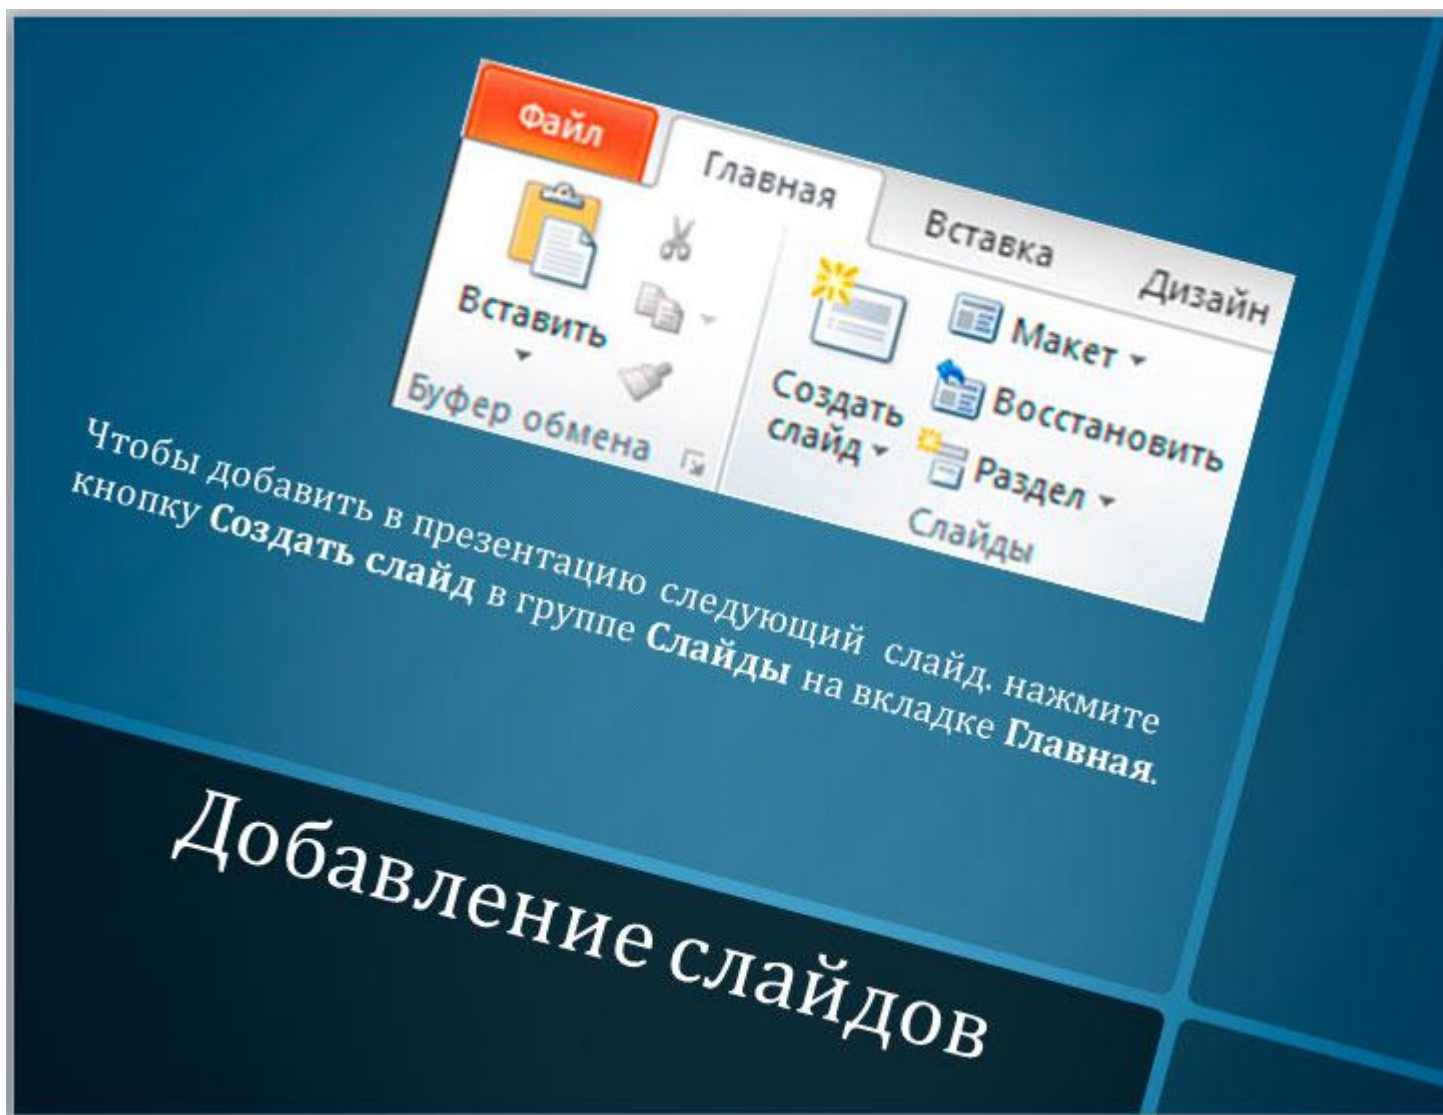 Файл
Главная
Вставка
Дизайн
Вставить
Буфер обмена
Создать
слайд
Макет
Восстановить
Раздел
Слайды
Чтобы добавить в презентацию следующий слайд. нажмите
кнопку Создать слайд в группе Слайды на вкладке Главная.
Добавление слайдов